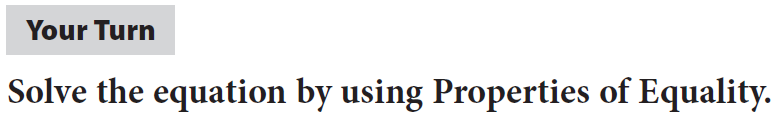 Your Turn
Solve the equation by using Properties of Equality.